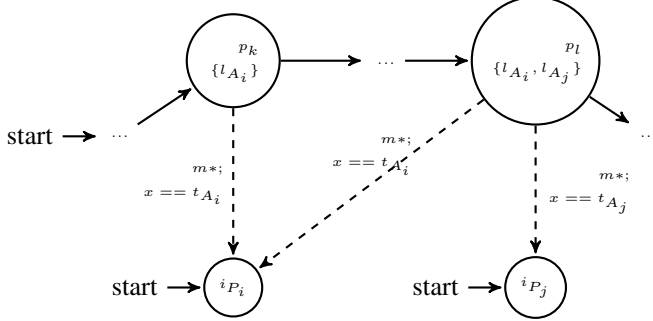 p_k
{l_{A_i}}
...
p_l
{l_{A_i}, l_{A_j}}
start
...
..
m*;
x == t_{A_i}
m*;
x == t_{A_i}
m*;
x == t_{A_j}
start
i_{P_i}
start
i_{P_j}